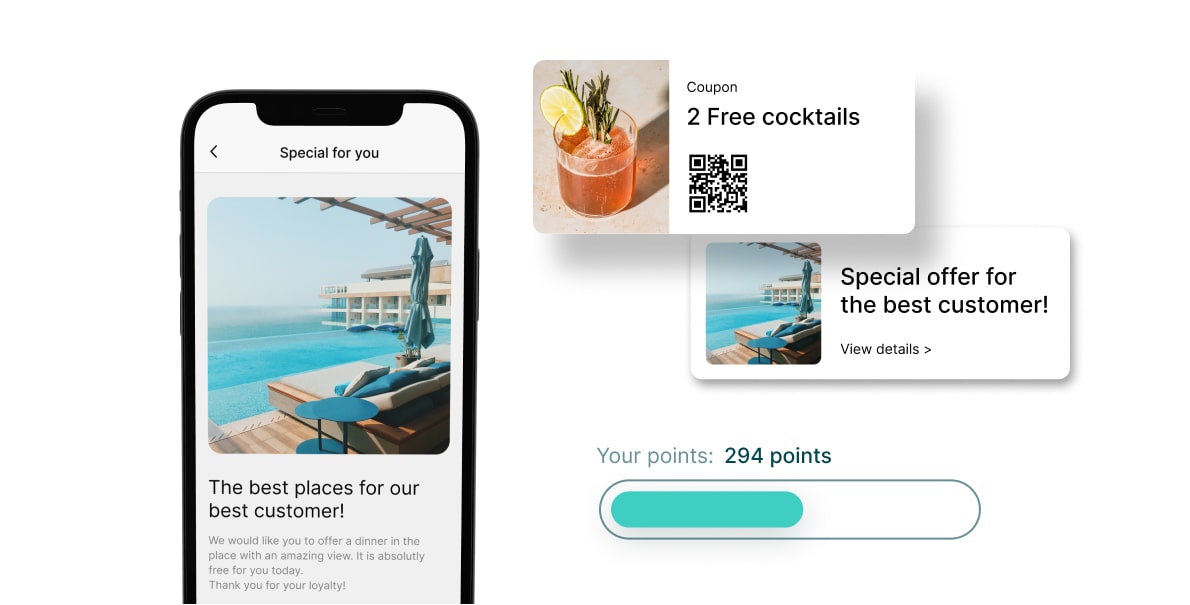 Special for you
The best places for our
best customer!
We would like you to offer a dinner in the
place with an amazing view. It is absolutly
free for you today.
Thank you for your loyalty!
Coupon
2 Free cocktails
Special offer for
the best customer!
View details >
Your points: 294 points